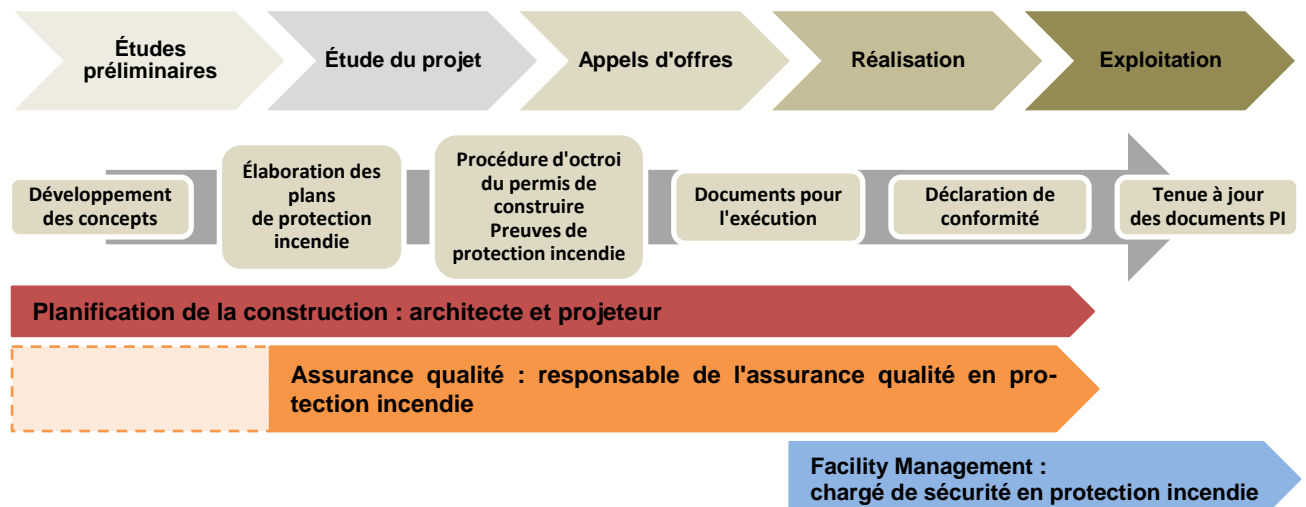 Études
préliminaires
Étude du projet
Appels d'offres
Réalisation
Exploitation
Développement
des concepts
Élaboration des
plans
de protection
incendie
Procédure d'octroi
du permis de
construire
Preuves de
protection incendie
Documents pour
l'exécution
Déclaration de
conformité
Tenue à jour
des documents PI
Planification de la construction : architecte et projeteur
Assurance qualité : responsable de l'assurance qualité en pro-
tection incendie
Facility Management :
chargé de sécurité en protection incendie